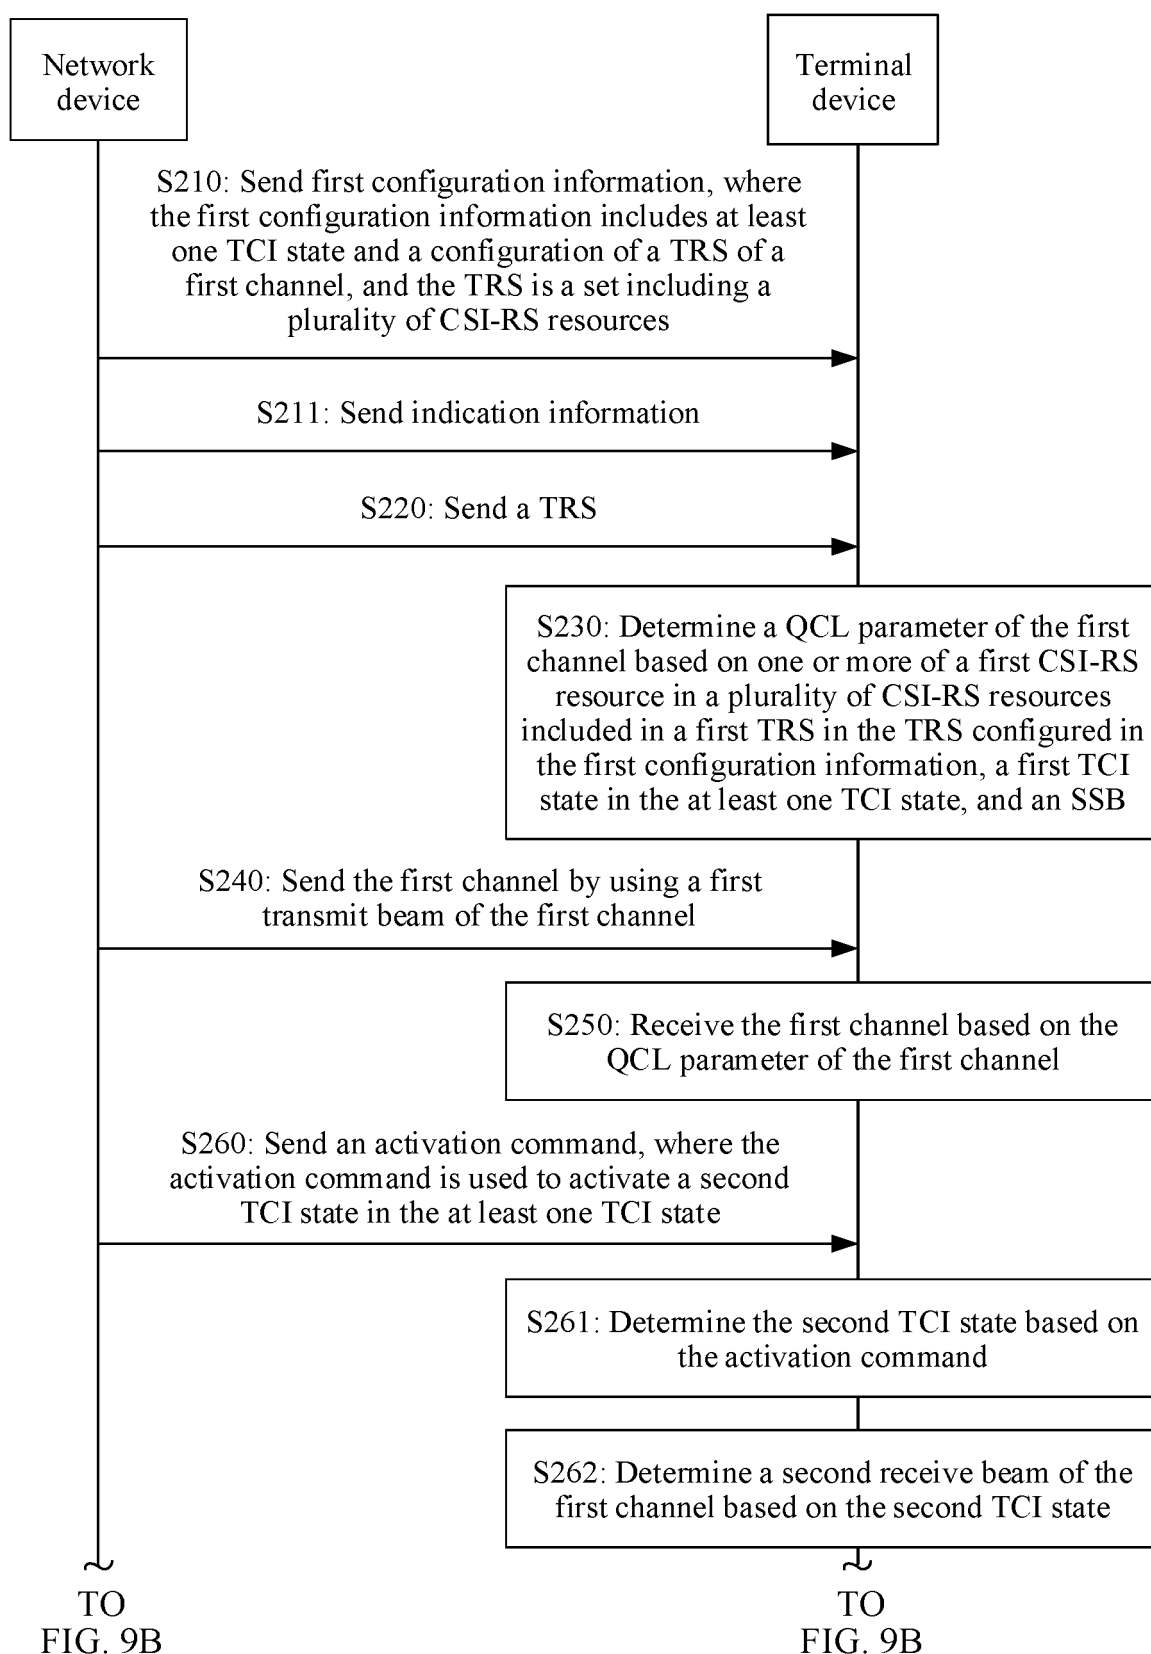 Network
device
Terminal
device
S210: Send first configuration information, where
the first configuration information includes at least
one TCI state and a configuration of a TRS of a
first channel, and the TRS is a set including a
plurality of CSI-RS resources
S211: Send indication information
S220: Send a TRS
S230: Determine a QCL parameter of the first
channel based on one or more of a first CSI-RS
resource in a plurality of CSI-RS resources
included in a first TRS in the TRS configured in
the first configuration information, a first TCI
state in the at least one TCI state, and an SSB
S240: Send the first channel by using a first
transmit beam of the first channel
S250: Receive the first channel based on the
QCL parameter of the first channel
S260: Send an activation command, where the
activation command is used to activate a second
TCI state in the at least one TCI state
S261: Determine the second TCI state based on
the activation command
S262: Determine a second receive beam of the
first channel based on the second TCI state
TO
FIG. 9B
TO
FIG. 9B